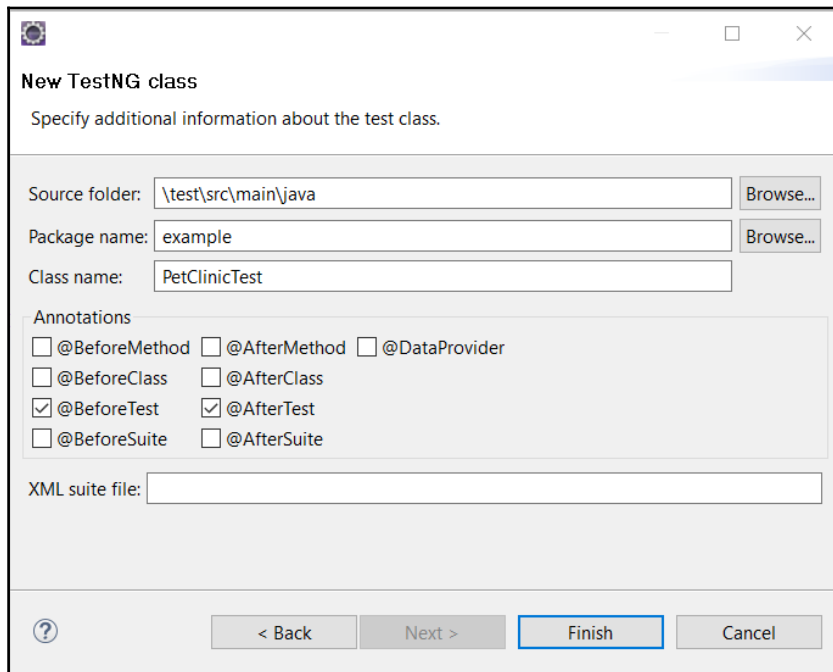 New TestNG class
Specify additional information about the test class.
Source folder: \test\src\main\java Browse...
Package name: example Browse...
Class name: PetClinicTest
Annotations
@BeforeMethod @AfterMethod @DataProvider
@BeforeClass @AfterClass
@BeforeTest @AfterTest
@BeforeSuite @AfterSuite
XML suite file:
? < Back Next > Finish Cancel